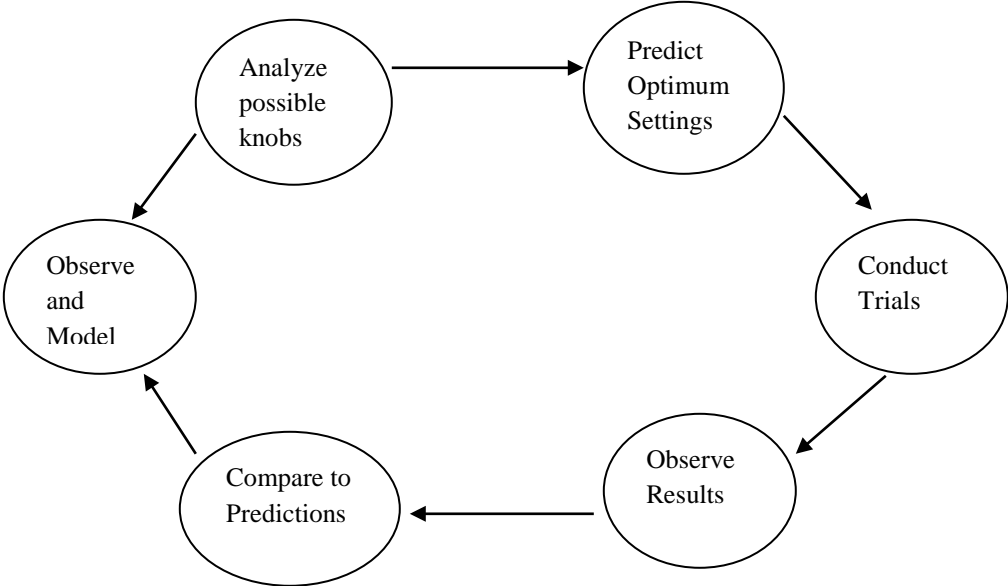 Analyze
possible
knobs
Predict
Optimum
Settings
Observe
and
Model
Conduct
Trials
Compare to
Predictions
Observe
Results